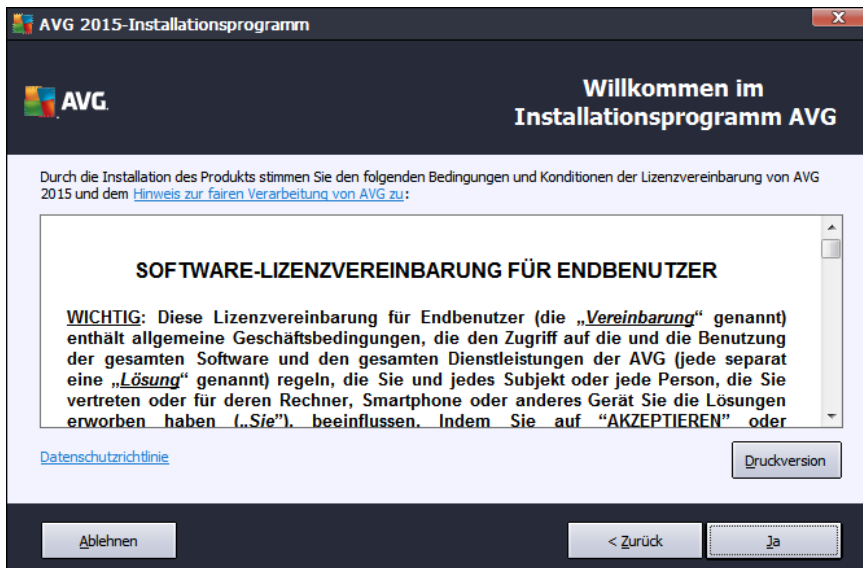 AVG 2015-Installationsprogramm
AVG.
Willkommen im
Installationsprogramm AVG
Durch die Installation des Produkts stimmen Sie den folgenden Bedingungen und Konditionen der Lizenzvereinbarung von AVG
2015 und dem Hinweis zur fairen Verarbeitung von AVG zu:
SOFTWARE-LIZENZVEREINBARUNG FÜR ENDBENUTZER
WICHTIG: Diese Lizenzvereinbarung für Endbenutzer (die „Vereinbarung“ genannt)
enthält allgemeine Geschäftsbedingungen, die den Zugriff auf die und die Benutzung
der gesamten Software und den gesamten Dienstleistungen der AVG (jede separat
eine „Lösung“ genannt) regeln, die Sie und jedes Subjekt oder jede Person, die Sie
vertreten oder für deren Rechner, Smartphone oder anderes Gerät Sie die Lösungen
erworben haben („Sie”), beeinflussen. Indem Sie auf “AKZEPTIEREN” oder
Datenschutzrichtlinie
Druckversion
Ablehnen
< Zurück
Ja